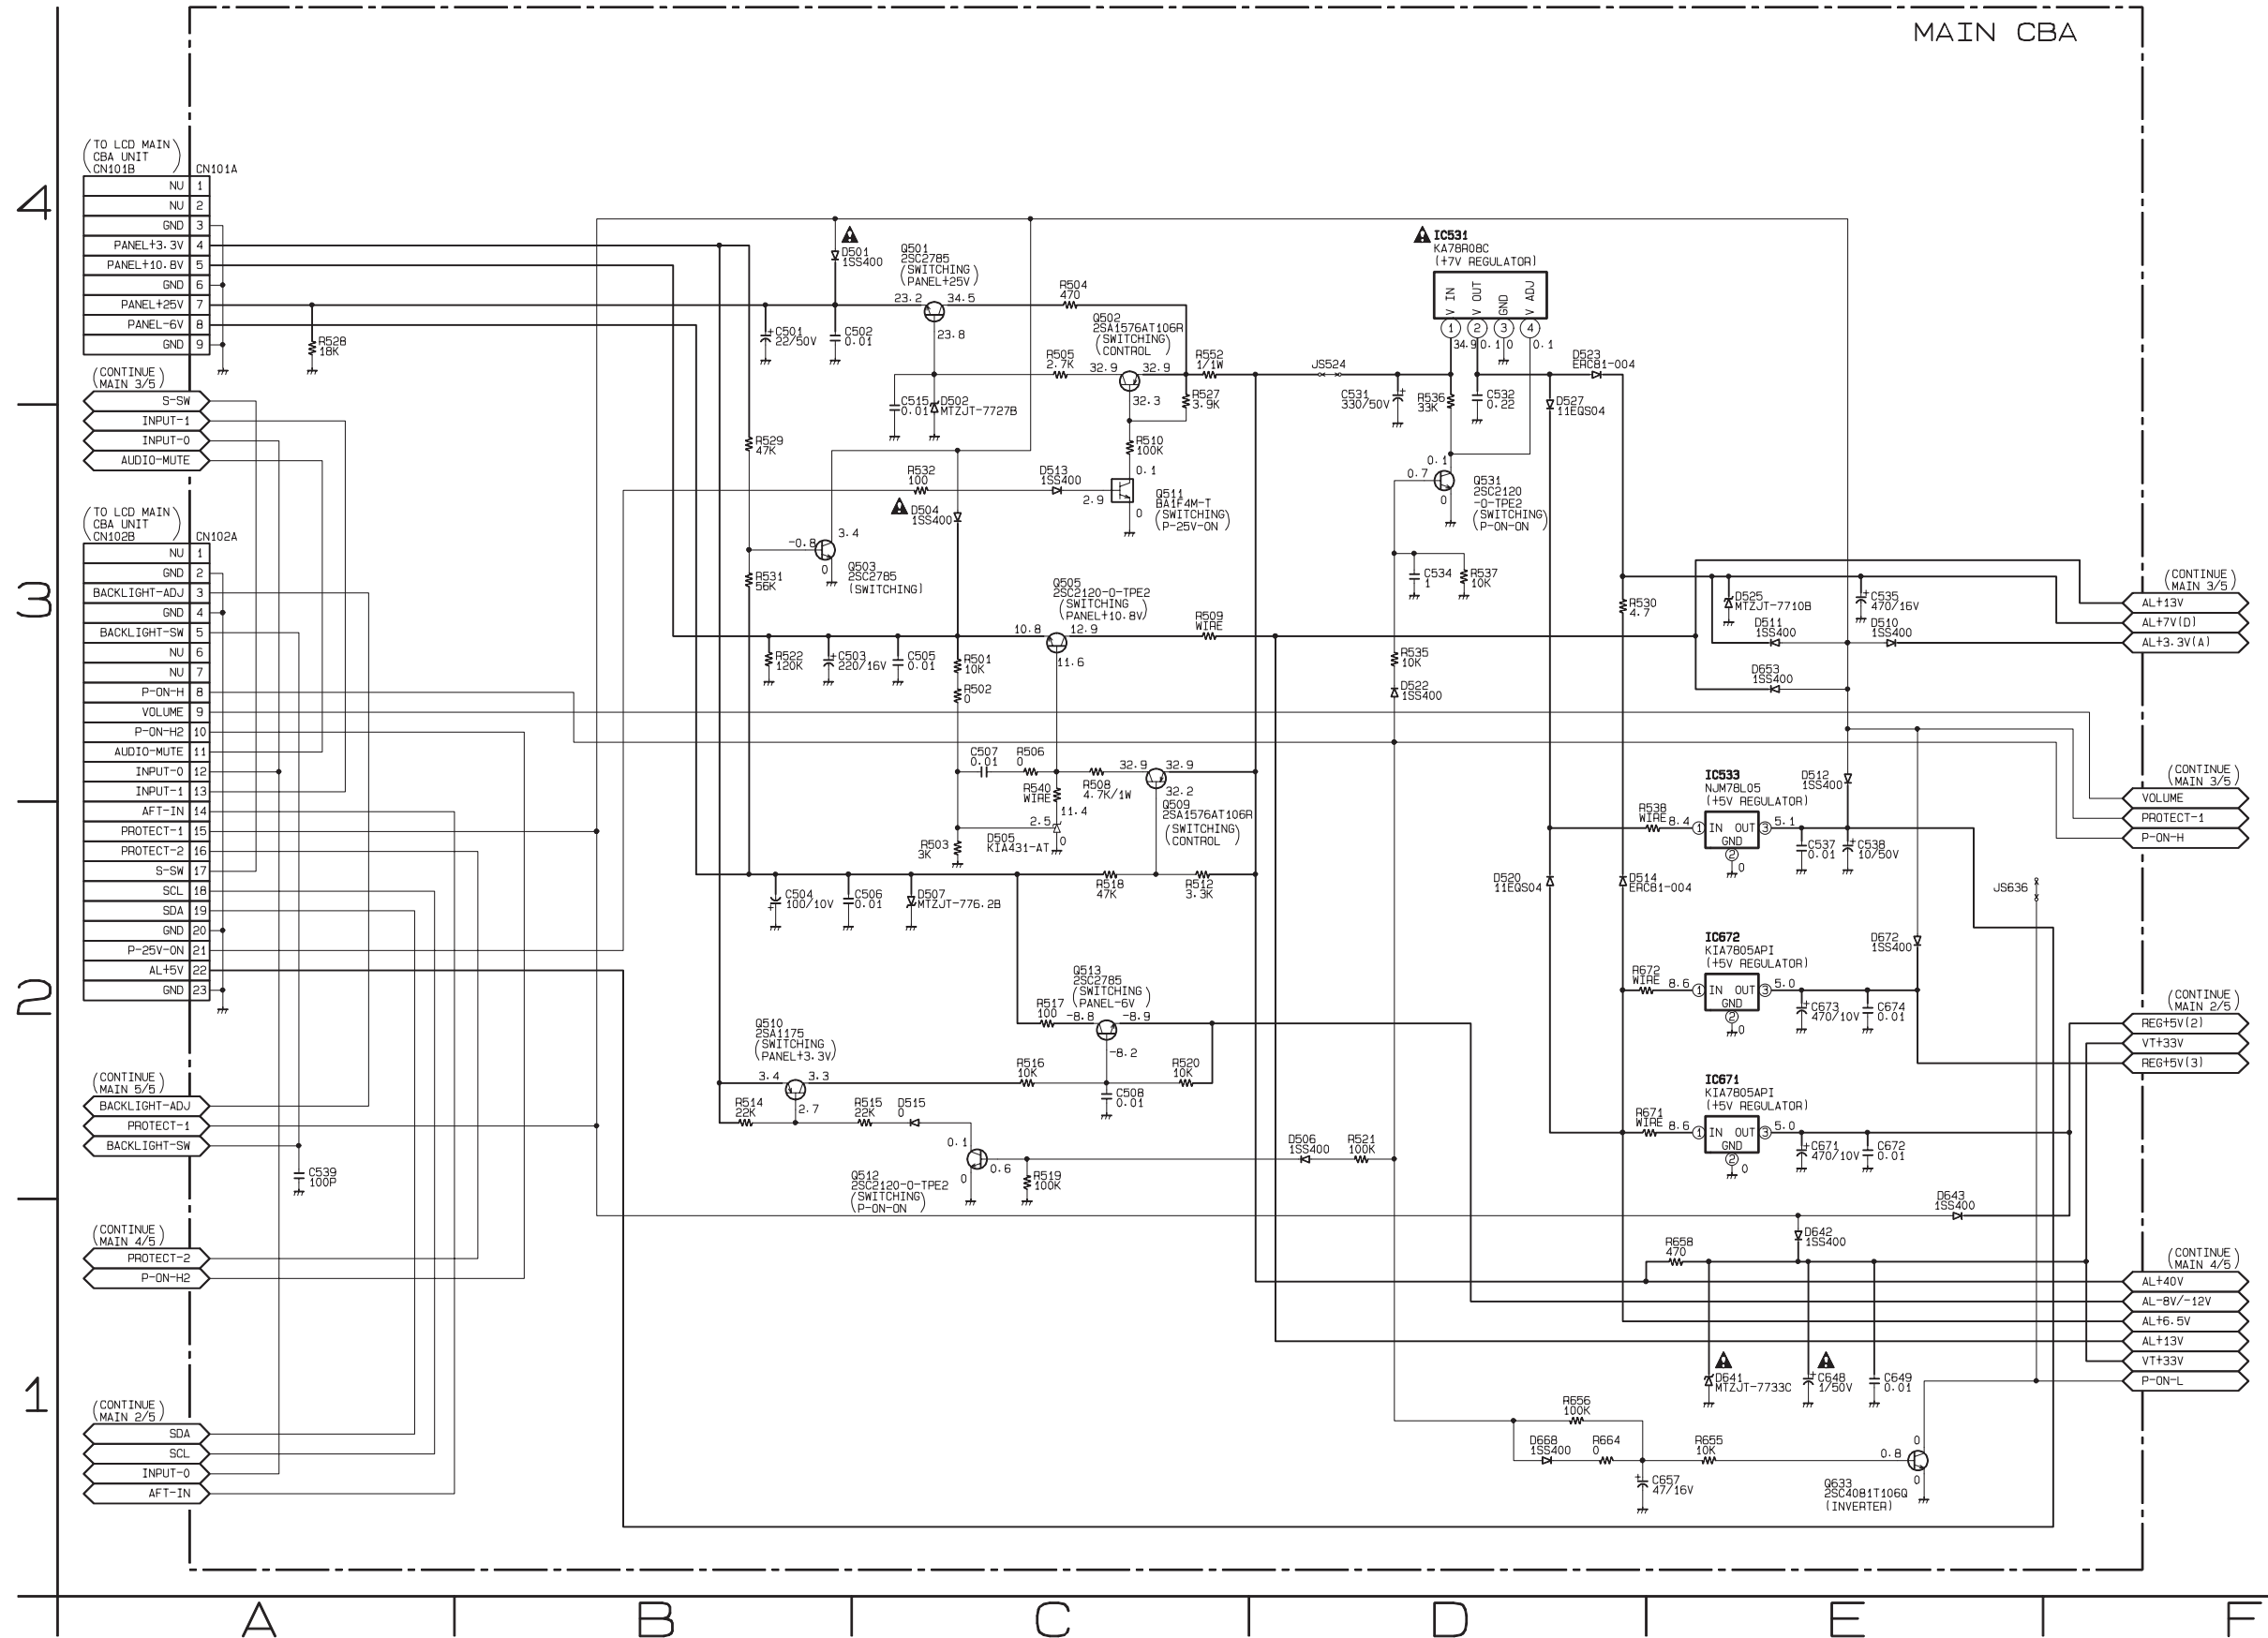 MAIN CBA
4
3
2
1
A
B
C
D
E
F
(TO LCD MAIN
CBA UNIT
CN101B)
CN101A
NU 1
NU 2
GND 3
PANEL+3.3V 4
PANEL+10.8V 5
GND 6
PANEL+25V 7
PANEL-6V 8
GND 9
(CONTINUE
MAIN 3/5)
S-SW
INPUT-1
INPUT-0
AUDIO-MUTE
(TO LCD MAIN
CBA UNIT
CN102B)
CN102A
NU 1
GND 2
BACKLIGHT-ADJ 3
GND 4
BACKLIGHT-SW 5
NU 6
NU 7
P-ON-H 8
VOLUME 9
P-ON-H2 10
AUDIO-MUTE 11
INPUT-0 12
INPUT-1 13
AFT-IN 14
PROTECT-1 15
PROTECT-2 16
S-SW 17
SCL 18
SDA 19
GND 20
P-25V-ON 21
AL+5V 22
GND 23
(CONTINUE
MAIN 5/5)
BACKLIGHT-ADJ
PROTECT-1
BACKLIGHT-SW
C539
100P
(CONTINUE
MAIN 4/5)
PROTECT-2
P-ON-H2
(CONTINUE
MAIN 2/5)
SDA
SCL
INPUT-0
AFT-IN
R528
18K
D501
1SS400
C501
22/50V
C502
0.01
Q501
2SC2785
(SWITCHING
PANEL+25V)
23.2
34.5
23.8
R504
470
Q502
2SA1576AT106R
(SWITCHING
CONTROL)
R505
2.7K
32.9
32.9
32.3
R552
1/1W
R527
3.9K
C515
0.01
D502
MTZJT-7727B
R510
100K
R529
47K
R532
100
D513
1SS400
0.1
2.9
0
Q511
BA1F4M-T
(SWITCHING
P-25V-ON)
D504
1SS400
3.4
-0.8
0
Q503
2SC2785
(SWITCHING)
R531
56K
Q505
2SC2120-O-TPE2
(SWITCHING
PANEL+10.8V)
10.8
12.9
11.6
R509
WIRE
R522
120K
C503
220/16V
C505
0.01
R501
10K
R502
0
C507
0.01
R506
0
R508
4.7K/1W
32.9
32.9
32.2
R540
WIRE
11.4
2.5
0
D505
KIA431-AT
R503
3K
Q509
2SA1576AT106R
(SWITCHING
CONTROL)
C504
100/10V
C506
0.01
D507
MTZJT-776.2B
R518
47K
R512
3.3K
Q513
2SC2785
(SWITCHING
PANEL-6V)
R517
100
-8.8
-8.9
-8.2
Q510
2SA1175
(SWITCHING
PANEL+3.3V)
3.4
3.3
2.7
R516
10K
R520
10K
C508
0.01
R514
22K
R515
22K
D515
0
0.1
0
0.6
Q512
2SC2120-O-TPE2
(SWITCHING
P-ON-ON)
R519
100K
D506
1SS400
R521
100K
JS524
IC531
KA78R08C
(+7V REGULATOR)
V IN
V OUT
GND
V ADJ
1
2
3
4
34.9
0.1
0
0.1
C531
330/50V
R536
33K
C532
0.22
D523
ERC81-004
D527
11EQS04
0.1
0.7
0
Q531
2SC2120
-O-TPE2
(SWITCHING
P-ON-ON)
C534
1
R537
10K
R535
10K
D522
1SS400
R530
4.7
D525
MTZJT-7710B
C535
470/16V
D511
1SS400
D510
1SS400
D653
1SS400
(CONTINUE
MAIN 3/5)
AL+13V
AL+7V(D)
AL+3.3V(A)
IC533
NJM78L05
(+5V REGULATOR)
D512
1SS400
R538
WIRE
8.4
1
IN
OUT
GND
3
2
5.1
0
C537
0.01
C538
10/50V
(CONTINUE
MAIN 3/5)
VOLUME
PROTECT-1
P-ON-H
D520
11EQS04
D514
ERC81-004
JS636
IC672
KIA7805API
(+5V REGULATOR)
D672
1SS400
R672
WIRE
8.6
1
IN
OUT
GND
3
2
5.0
0
C673
470/10V
C674
0.01
(CONTINUE
MAIN 2/5)
REG+5V(2)
VT+33V
REG+5V(3)
IC671
KIA7805API
(+5V REGULATOR)
R671
WIRE
8.6
1
IN
OUT
GND
3
2
5.0
0
C671
470/10V
C672
0.01
D643
1SS400
D642
1SS400
R658
470
(CONTINUE
MAIN 4/5)
AL+40V
AL-8V/-12V
AL+6.5V
AL+13V
VT+33V
P-ON-L
D641
MTZJT-7733C
C648
1/50V
C649
0.01
R656
100K
D668
1SS400
R664
0
R655
10K
C657
47/16V
0
0.8
0
Q633
2SC4081T106Q
(INVERTER)